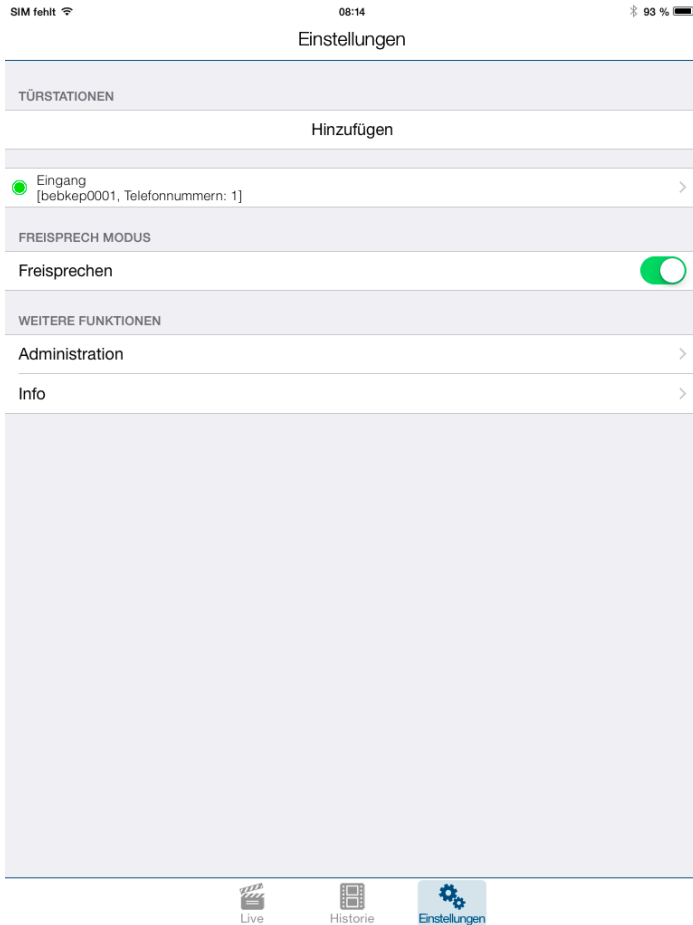 SIM fehlt 08:14 93 %
Einstellungen
TÜRSTATIONEN
Hinzufügen
Eingang
[bebkep0001, Telefonnummern: 1]
FREISPRECH MODUS
Freisprechen
WEITERE FUNKTIONEN
Administration
Info
Live Historie Einstellungen